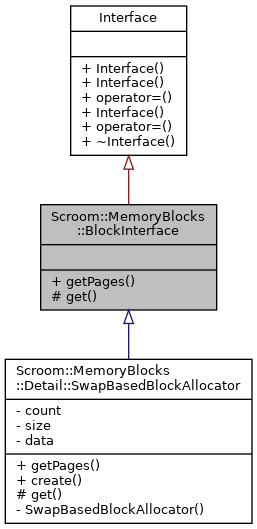 Interface
+ Interface()
+ Interface()
+ operator=()
+ Interface()
+ operator=()
+ ~Interface()
Scroom::MemoryBlocks
::BlockInterface
+ getPages()
# get()
Scroom::MemoryBlocks
::Detail::SwapBasedBlockAllocator
- count
- size
- data
+ getPages()
+ create()
# get()
- SwapBasedBlockAllocator()